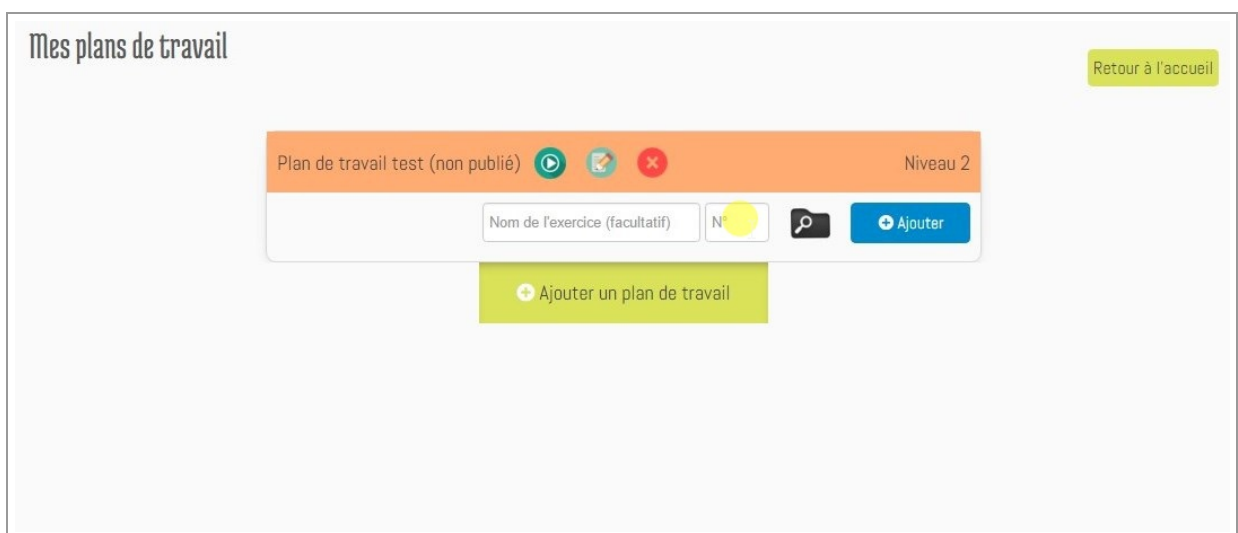 Mes plans de travail
Retour à l'accueil
Plan de travail test (non publié) Niveau 2
Nom de l'exercice (facultatif) N° Ajouter
Ajouter un plan de travail